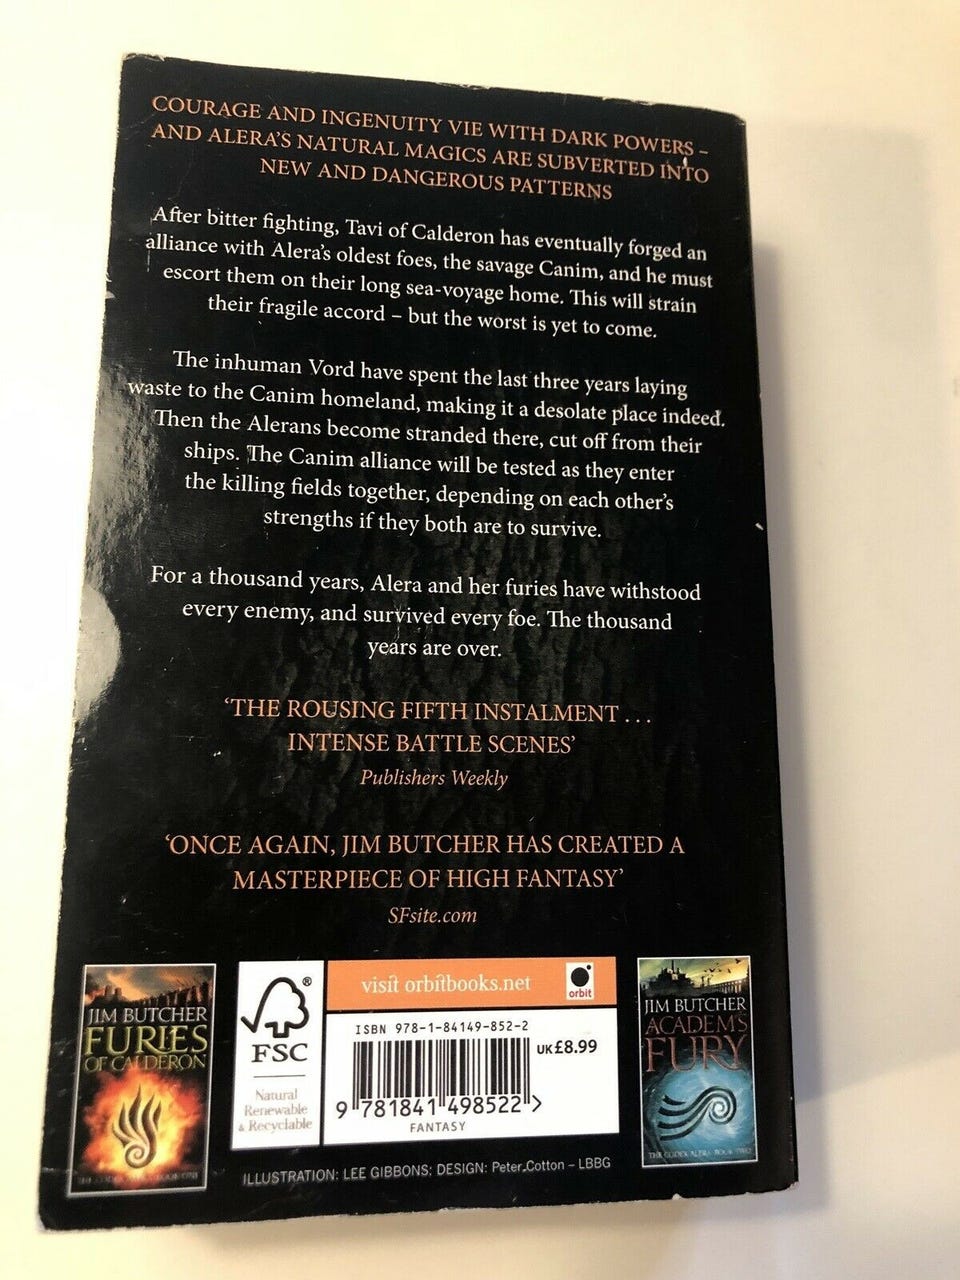 COURAGE AND INGENUITY VIE WITH DARK POWERS –
AND ALERA'S NATURAL MAGICS ARE SUBVERTED INTO
NEW AND DANGEROUS PATTERNS
After bitter fighting, Tavi of Calderon has eventually forged an
alliance with Alera's oldest foes, the savage Canim, and he must
escort them on their long sea-voyage home. This will strain
their fragile accord – but the worst is yet to come.
The inhuman Vord have spent the last three years laying
waste to the Canim homeland, making it a desolate place indeed.
Then the Alerans become stranded there, cut off from their
ships. The Canim alliance will be tested as they enter
the killing fields together, depending on each other's
strengths if they both are to survive.
For a thousand years, Alera and her furies have withstood
every enemy, and survived every foe. The thousand
years are over.
‘THE ROUSING FIFTH INSTALMENT . . .
INTENSE BATTLE SCENES’
Publishers Weekly
‘ONCE AGAIN, JIM BUTCHER HAS CREATED A
MASTERPIECE OF HIGH FANTASY’
SFsite.com
JIM BUTCHER
FURIES
OF CALDERON
THE CODEX ALERA: BOOK ONE
®
FSC
Natural
Renewable
& Recyclable
visit orbitbooks.net
orbit
ISBN 978-1-84149-852-2
UK£8.99
9 781841 498522 >
FANTASY
JIM BUTCHER
ACADEM'S
FURY
THE CODEX ALERA: BOOK TWO
ILLUSTRATION: LEE GIBBONS; DESIGN: Peter Cotton – LBBG